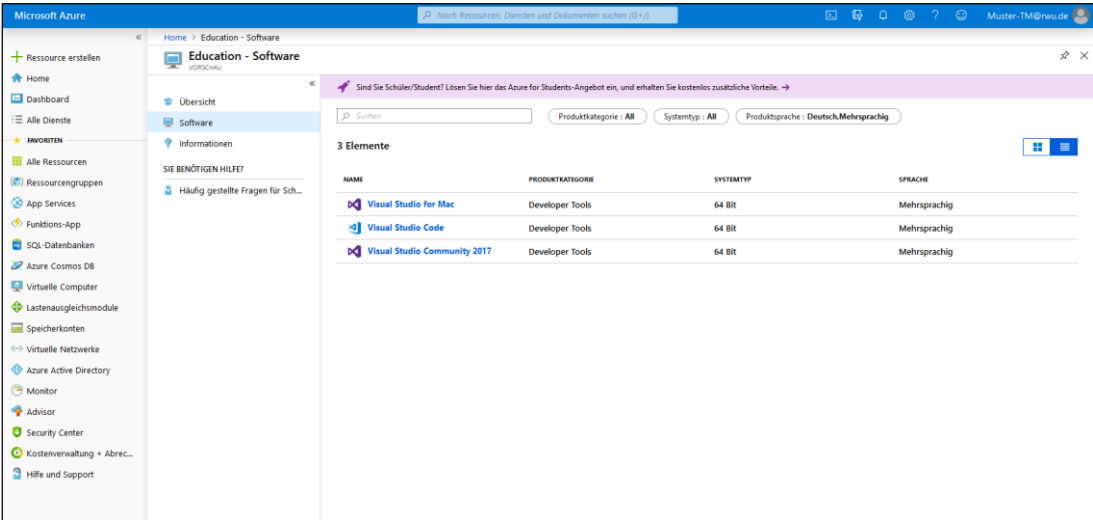 Microsoft Azure
Nach Ressourcen, Diensten und Dokumenten suchen (G+/)
Muster-TM@rwu.de
Ressource erstellen
Home
Dashboard
Alle Dienste
FAVORITEN
Alle Ressourcen
Ressourcengruppen
App Services
Funktions-App
SQL-Datenbanken
Azure Cosmos DB
Virtuelle Computer
Lastenausgleichsmodule
Speicherkonten
Virtuelle Netzwerke
Azure Active Directory
Monitor
Advisor
Security Center
Kostenverwaltung + Abrec...
Hilfe und Support
Home > Education - Software
Education - Software
VORSCHAU
Übersicht
Software
Informationen
SIE BENÖTIGEN HILFE?
Häufig gestellte Fragen für Sch...
Sind Sie Schüler/Student? Lösen Sie hier das Azure for Students-Angebot ein, und erhalten Sie kostenlos zusätzliche Vorteile. →
Suchen
Produktkategorie : All
Systemtyp : All
Produktsprache : Deutsch,Mehrsprachig
3 Elemente
NAME PRODUKTKATEGORIE SYSTEMTYP SPRACHE
Visual Studio for Mac Developer Tools 64 Bit Mehrsprachig
Visual Studio Code Developer Tools 64 Bit Mehrsprachig
Visual Studio Community 2017 Developer Tools 64 Bit Mehrsprachig